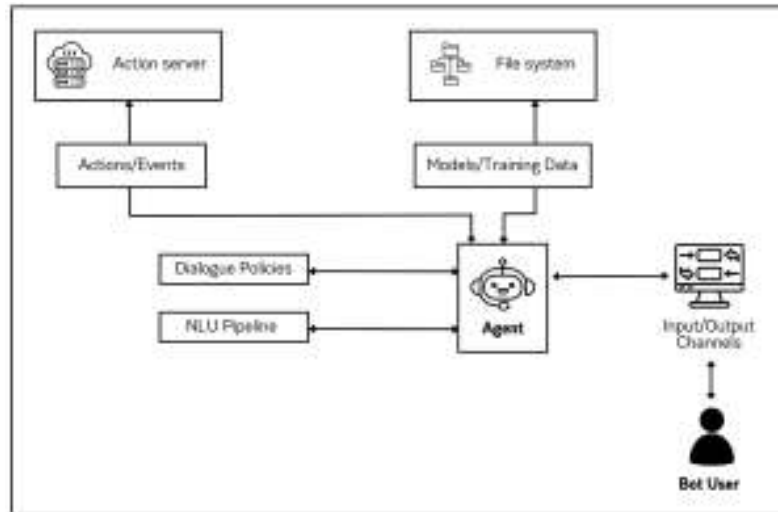 Action server
File system
Actions/Events
Models/Training Data
Dialogue Policies
NLU Pipeline
Agent
Input/Output
Channels
Bot User